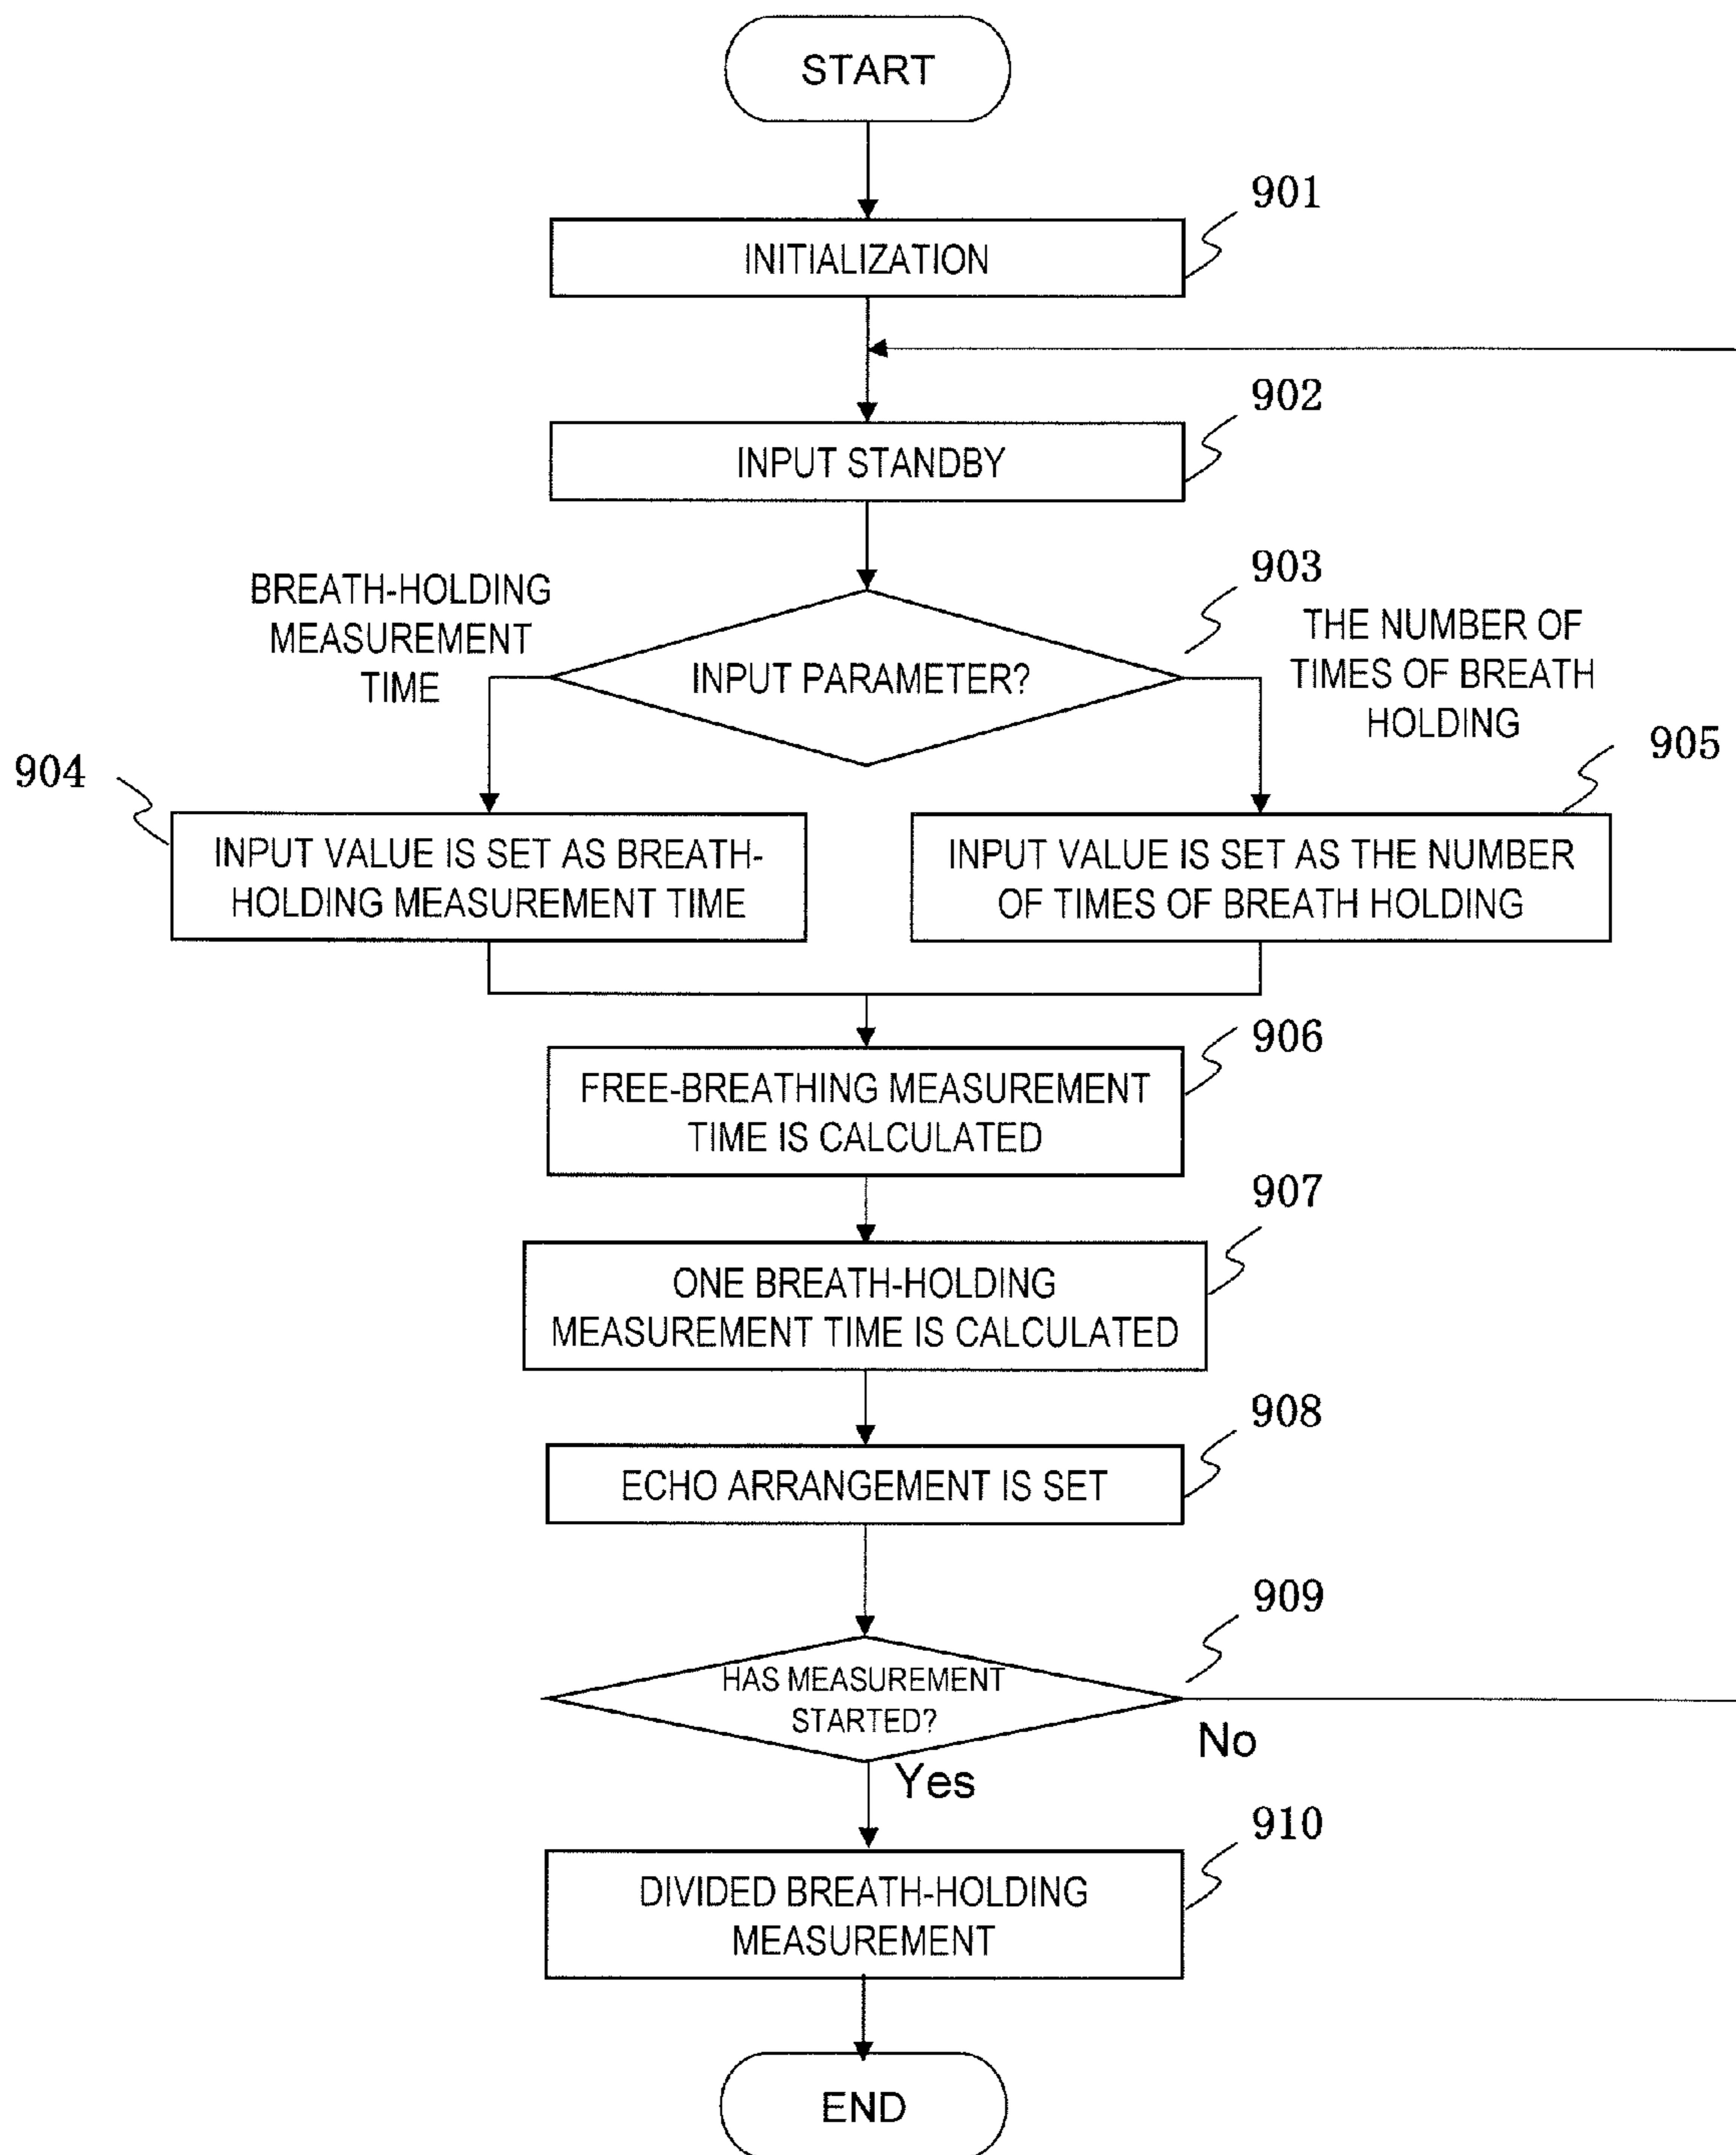 START
901
INITIALIZATION
902
INPUT STANDBY
903
BREATH-HOLDING
MEASUREMENT
TIME
INPUT PARAMETER?
THE NUMBER OF
TIMES OF BREATH
HOLDING
904
905
INPUT VALUE IS SET AS BREATH-
HOLDING MEASUREMENT TIME
INPUT VALUE IS SET AS THE NUMBER
OF TIMES OF BREATH HOLDING
906
FREE-BREATHING MEASUREMENT
TIME IS CALCULATED
907
ONE BREATH-HOLDING
MEASUREMENT TIME IS CALCULATED
908
ECHO ARRANGEMENT IS SET
909
HAS MEASUREMENT
STARTED?
No
Yes
910
DIVIDED BREATH-HOLDING
MEASUREMENT
END